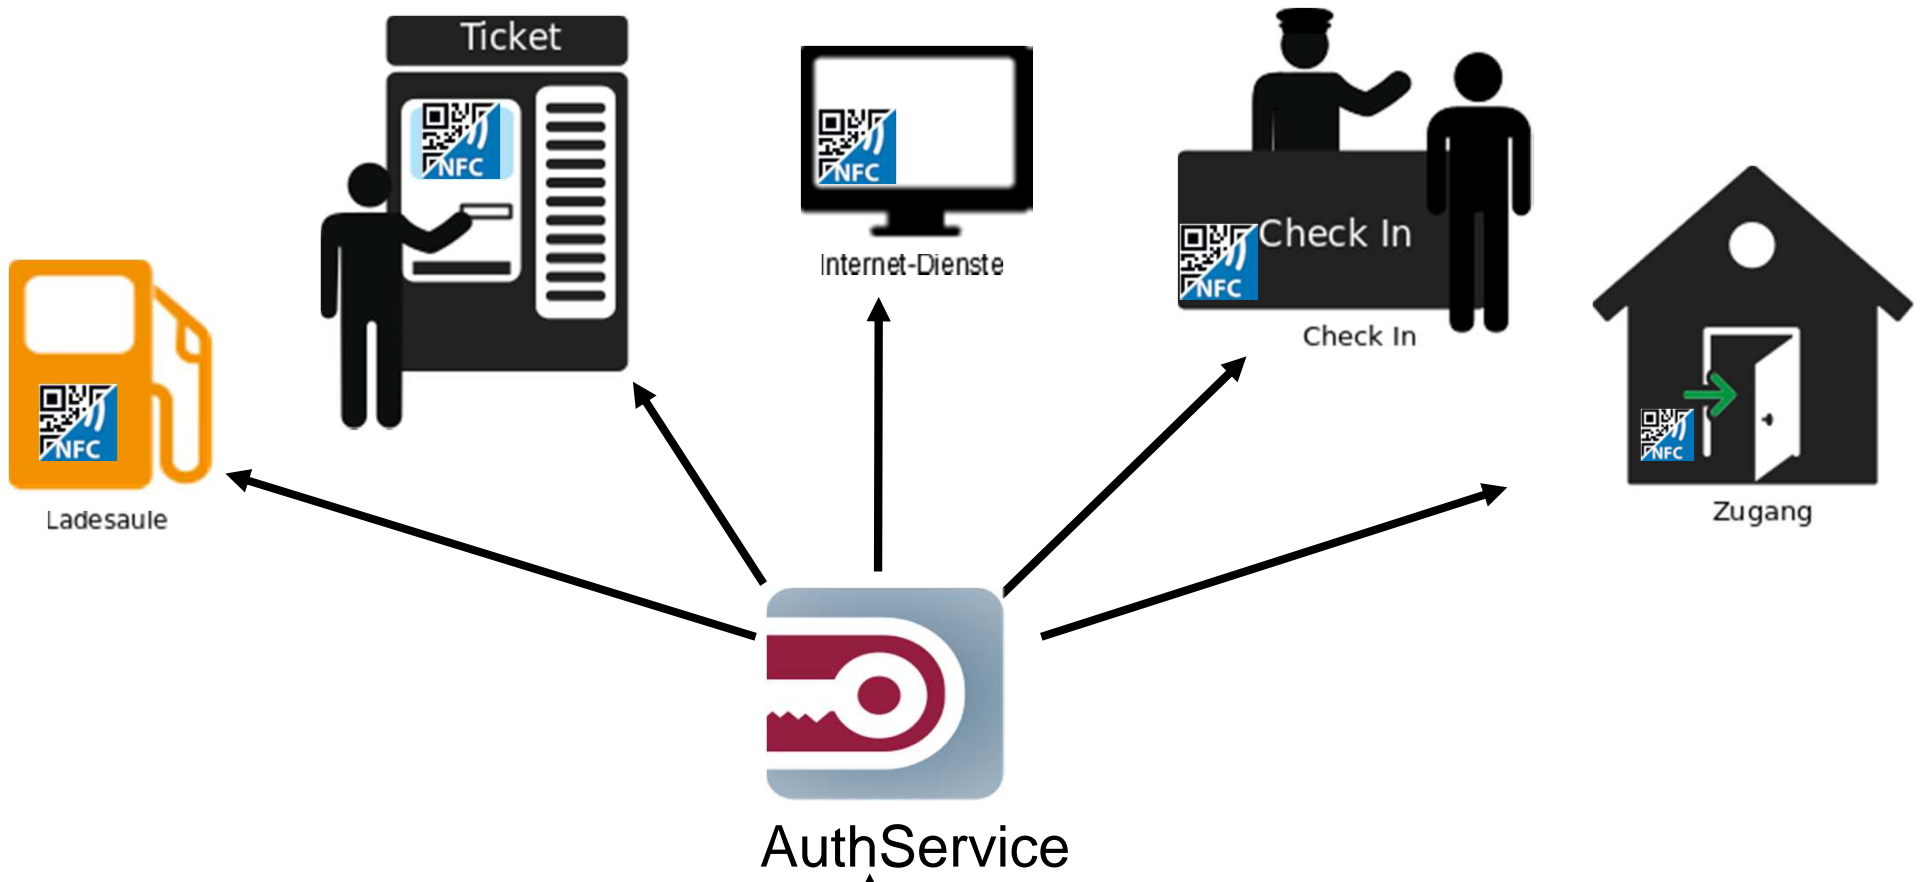 Ticket
NFC
NFC
Internet-Dienste
Check In
NFC
Check In
NFC
Ladesaule
NFC
Zugang
AuthService